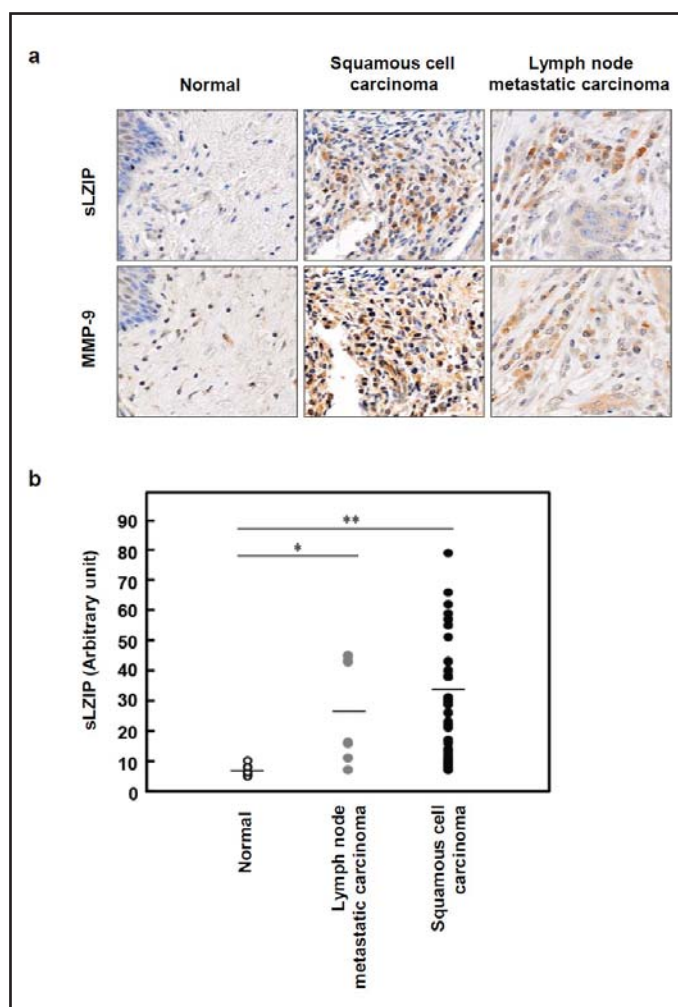 a
Normal
Squamous cell
carcinoma
Lymph node
metastatic carcinoma
sLZIP
MMP-9
b
sLZIP (Arbitrary unit)
90
80
70
60
50
40
30
20
10
0
**
*
Normal
Lymph node
metastatic carcinoma
Squamous cell
carcinoma